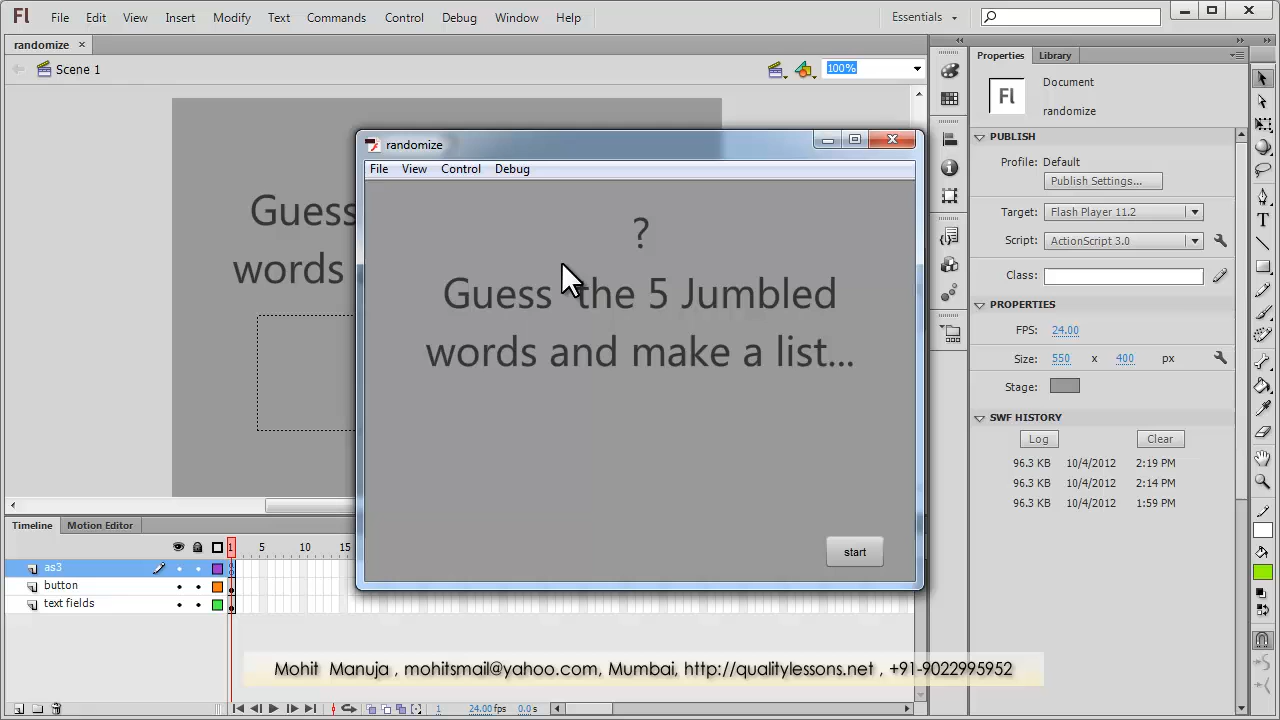 Fl File Edit View Insert Modify Text Commands Control Debug Window Help Essentials
randomize ×
Scene 1 100%
Guess
words
randomize
File View Control Debug
?
Guess the 5 Jumbled
words and make a list...
start
Properties Library
Fl Document
randomize
PUBLISH
Profile: Default
Publish Settings...
Target: Flash Player 11.2
Script: ActionScript 3.0
Class:
PROPERTIES
FPS: 24.00
Size: 550 x 400 px
Stage:
SWF HISTORY
Log Clear
96.3 KB 10/4/2012 2:19 PM
96.3 KB 10/4/2012 2:14 PM
96.3 KB 10/4/2012 1:59 PM
Timeline Motion Editor
1 5 10 15
as3
button
text fields
Mohit Manuja , mohitsmail@yahoo.com, Mumbai, http://qualitylessons.net , +91-9022995952
1 24.00 fps 0.0 s